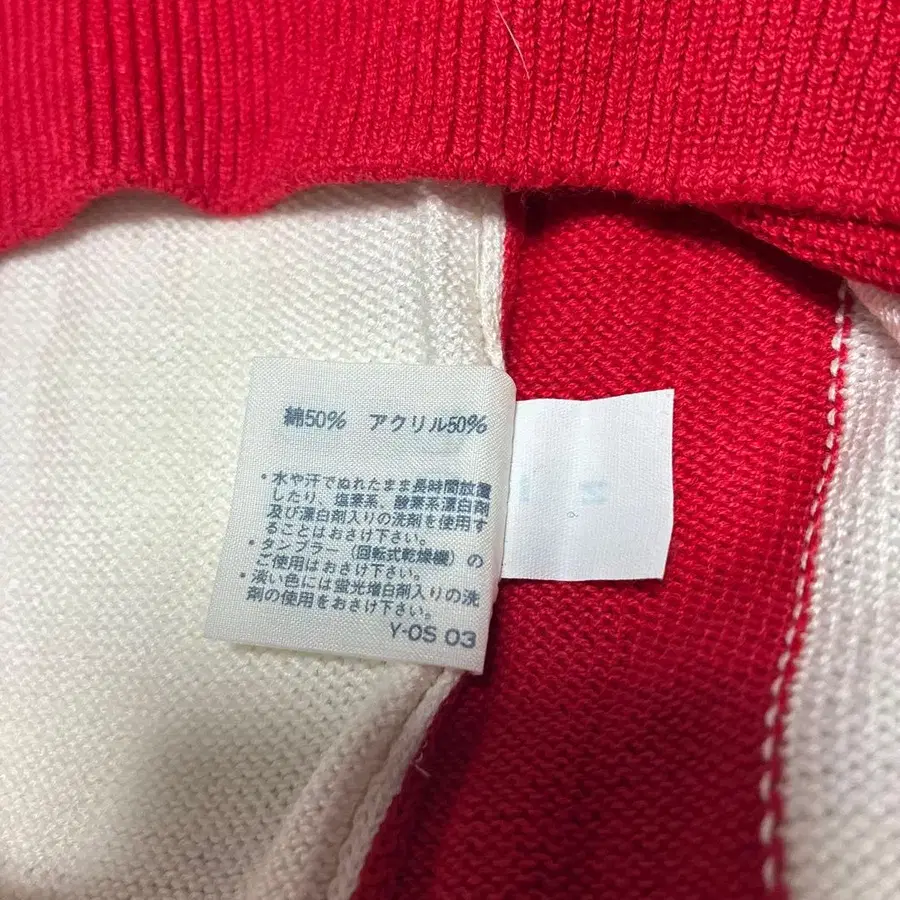 綿50% アクリル50%
・水や汗でぬれたまま長時間放置
したり、塩素系、酸素系漂白剤
及び漂白剤入りの洗剤を使用す
ることはおさけ下さい。
・タンブラー（回転式乾燥機）の
ご使用はおさけ下さい。
・淡い色には蛍光増白剤入りの洗
剤の使用をおさけ下さい。
Y-OS 03